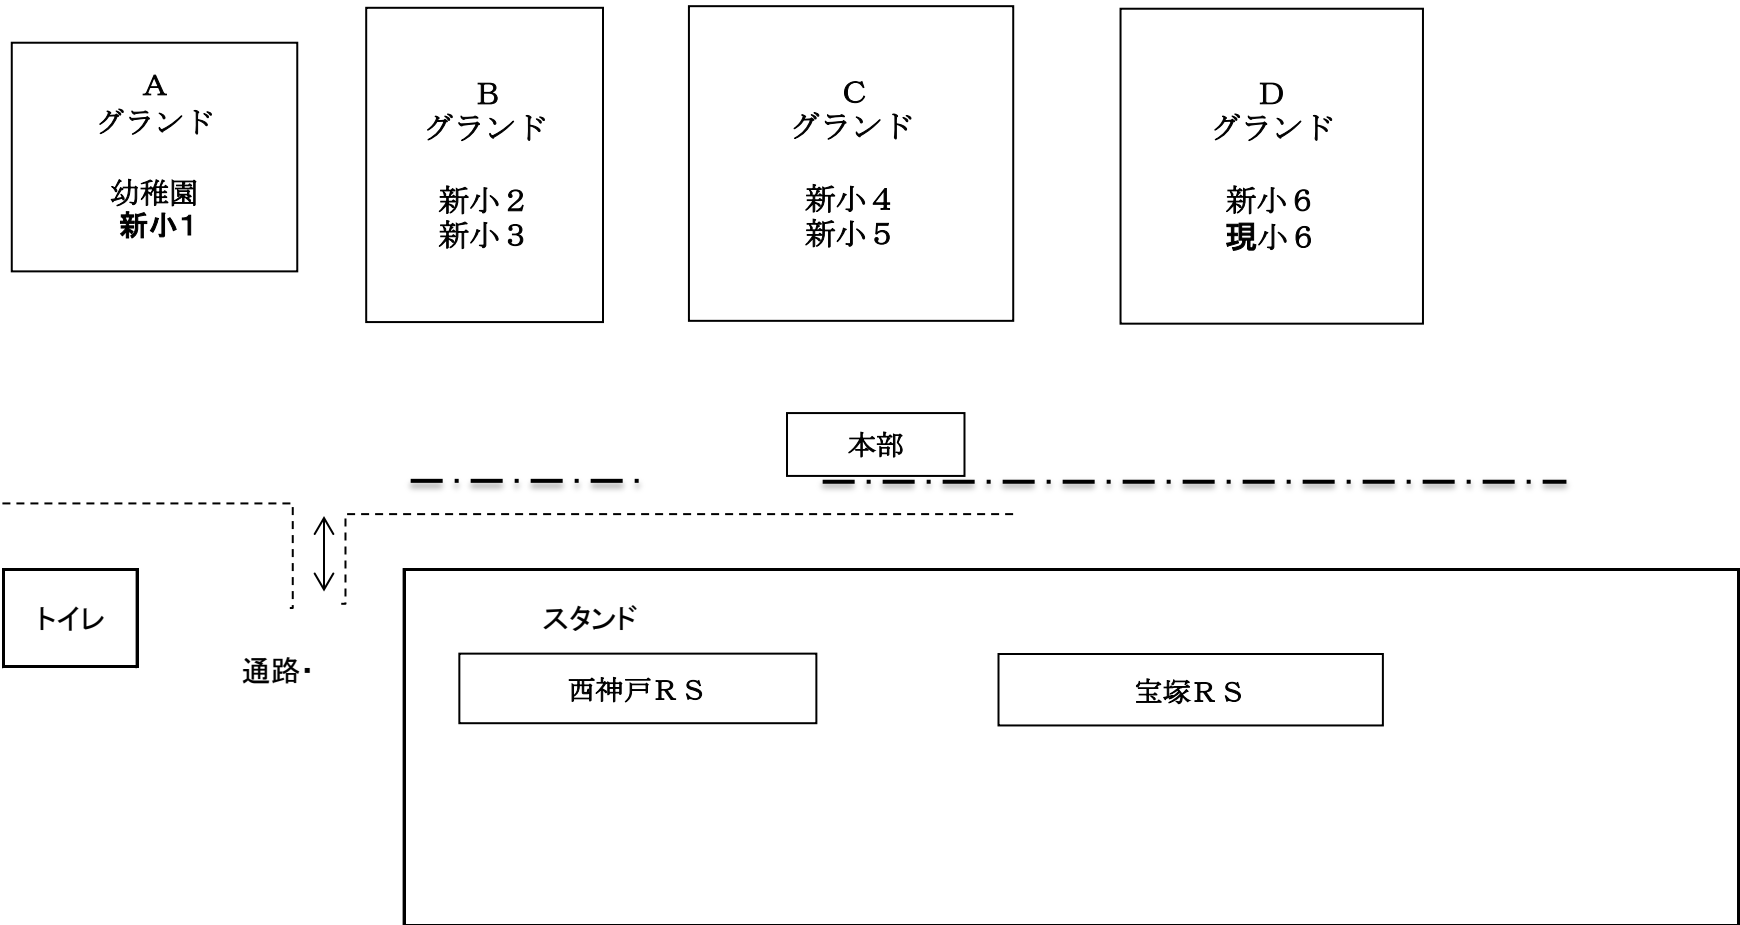 A
グランド
幼稚園
新小1
B
グランド
新小２
新小３
C
グランド
新小４
新小５
D
グランド
新小６
現小６
本部
トイレ
通路・
スタンド
西神戸ＲＳ
宝塚ＲＳ